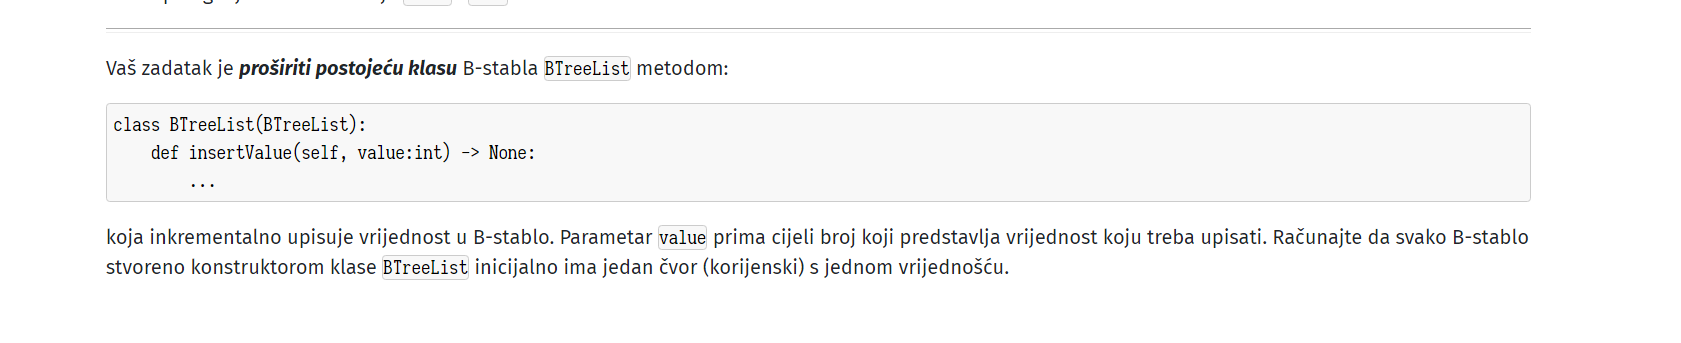 Vaš zadatak je proširiti postojeću klasu B-stabla BTreeList metodom:
class BTreeList(BTreeList):
    def insertValue(self, value:int) -> None:
        ...
koja inkrementalno upisuje vrijednost u B-stablo. Parametar value prima cijeli broj koji predstavlja vrijednost koju treba upisati. Računajte da svako B-stablo
stvoreno konstruktorom klase BTreeList inicijalno ima jedan čvor (korijenski) s jednom vrijednošću.